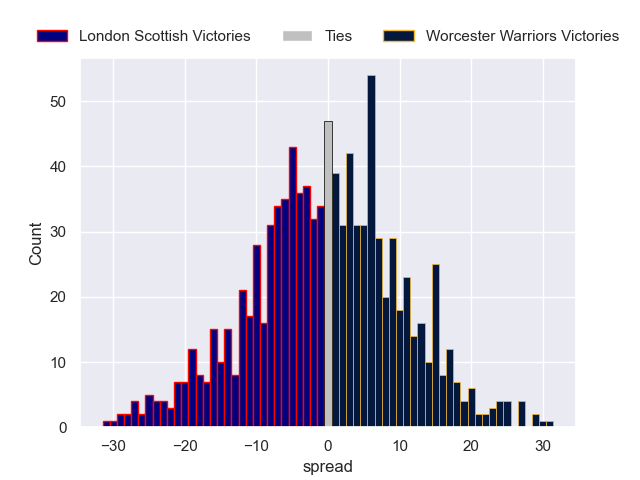 London Scottish Victories Ties Worcester Warriors Victories
50
40
30
20
10
0
Count
−30 −20 −10 0 10 20 30
spread